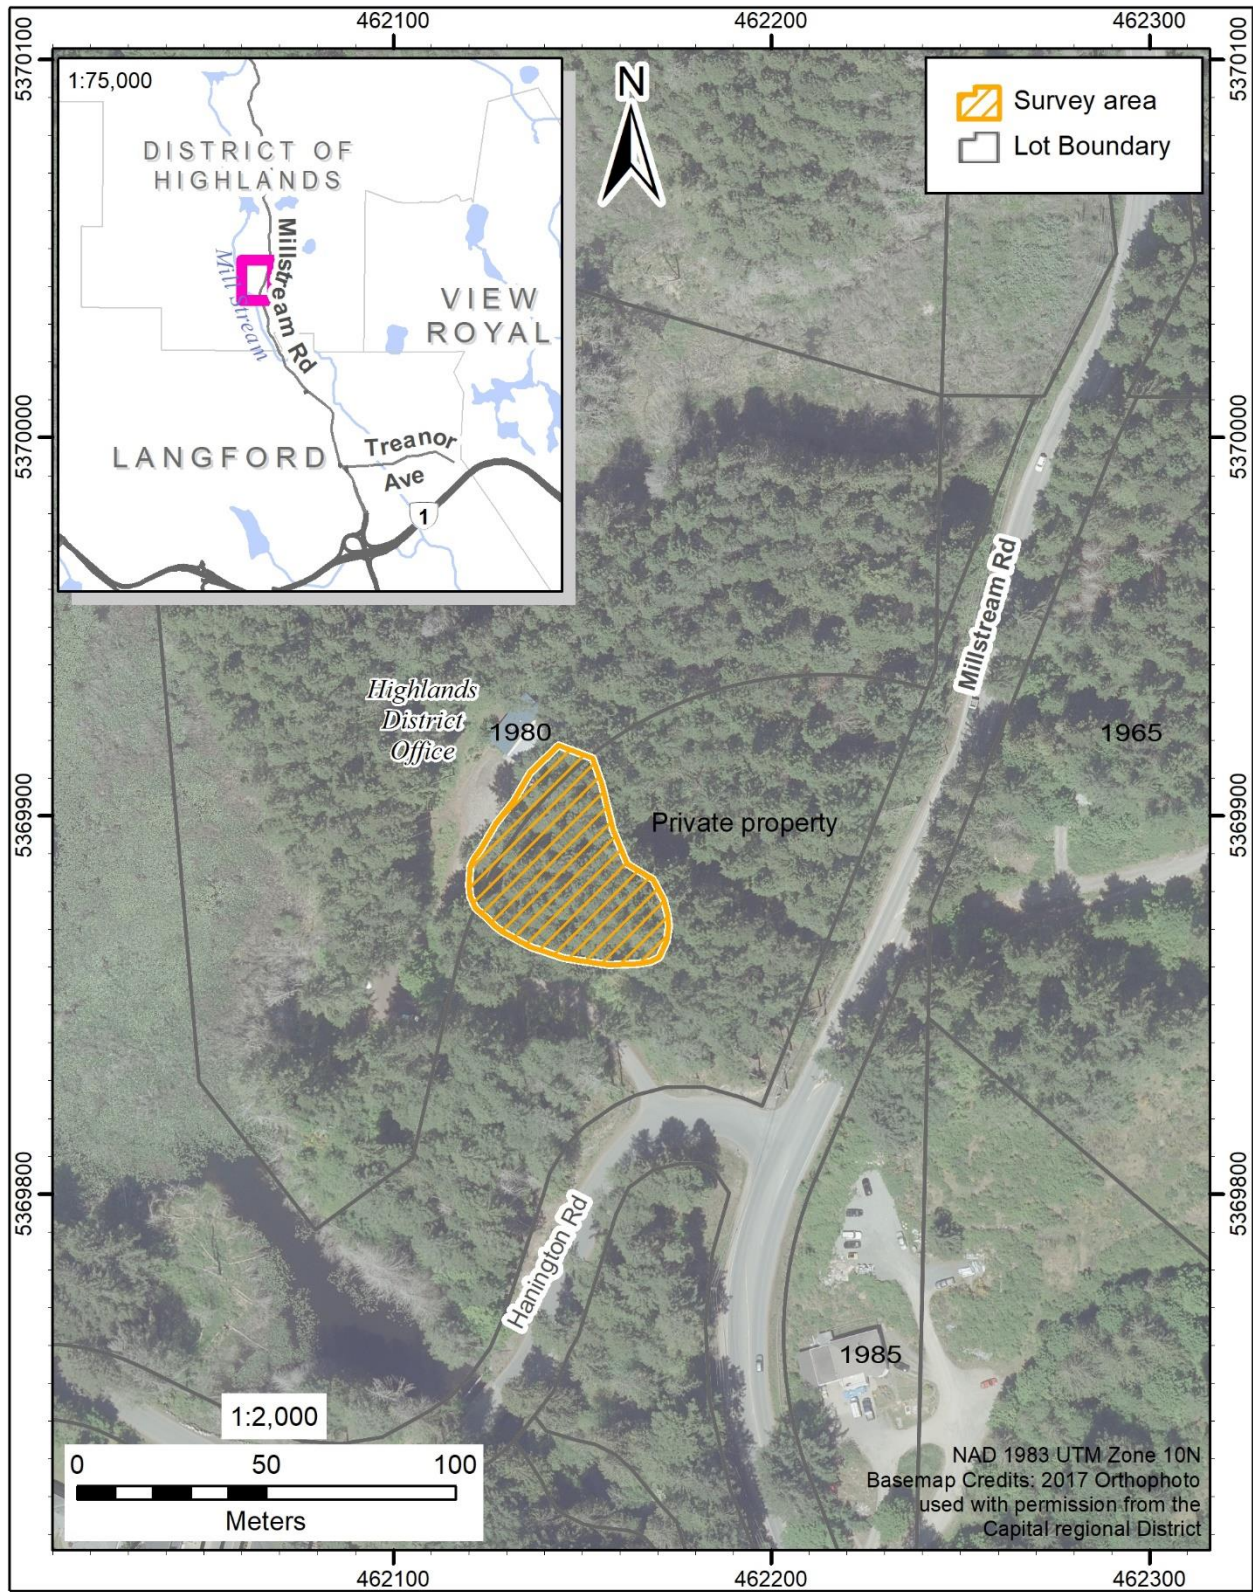 462100
462200
462300
5370100
5370100
1:75,000
DISTRICT OF
HIGHLANDS
Millstream Rd
Mill Stream
VIEW
ROYAL
LANGFORD
Treanor
Ave
1
N
Survey area
Lot Boundary
5370000
5370000
Millstream Rd
Highlands
District
Office
1980
1965
Private property
5369900
5369900
5369800
5369800
Hanington Rd
1985
1:2,000
0 50 100
Meters
NAD 1983 UTM Zone 10N
Basemap Credits: 2017 Orthophoto
used with permission from the
Capital regional District
462100
462200
462300